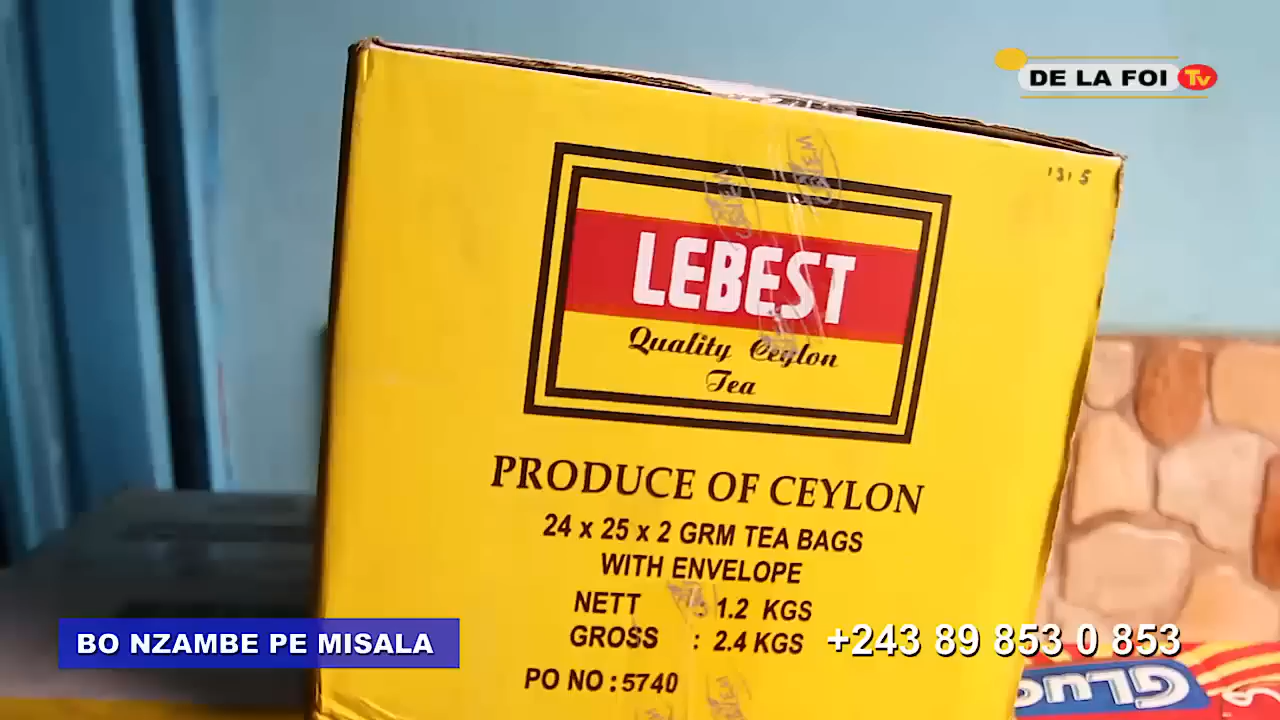 DE LA FOI Tv
1315
LEBEST
Quality Ceylon
Tea
PRODUCE OF CEYLON
24 x 25 x 2 GRM TEA BAGS
WITH ENVELOPE
NETT : 1.2 KGS
GROSS : 2.4 KGS
PO NO : 5740
BO NZAMBE PE MISALA
+243 89 853 0 853